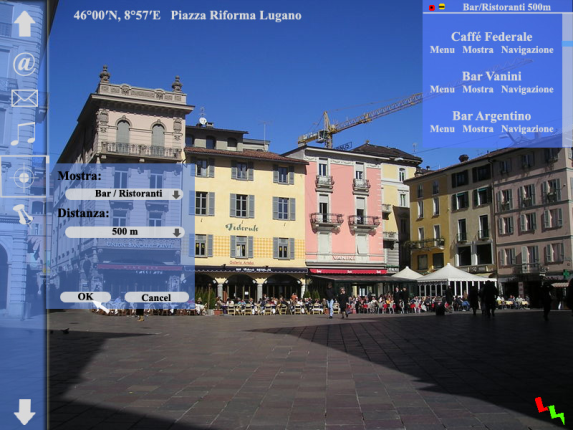 46°00′N, 8°57′E Piazza Riforma Lugano
Bar/Ristoranti 500m
Caffé Federale
Menu Mostra Navigazione
Bar Vanini
Menu Mostra Navigazione
Bar Argentino
Menu Mostra Navigazione
@
Mostra:
Bar / Ristoranti
Distanza:
500 m
OK Cancel
Federale